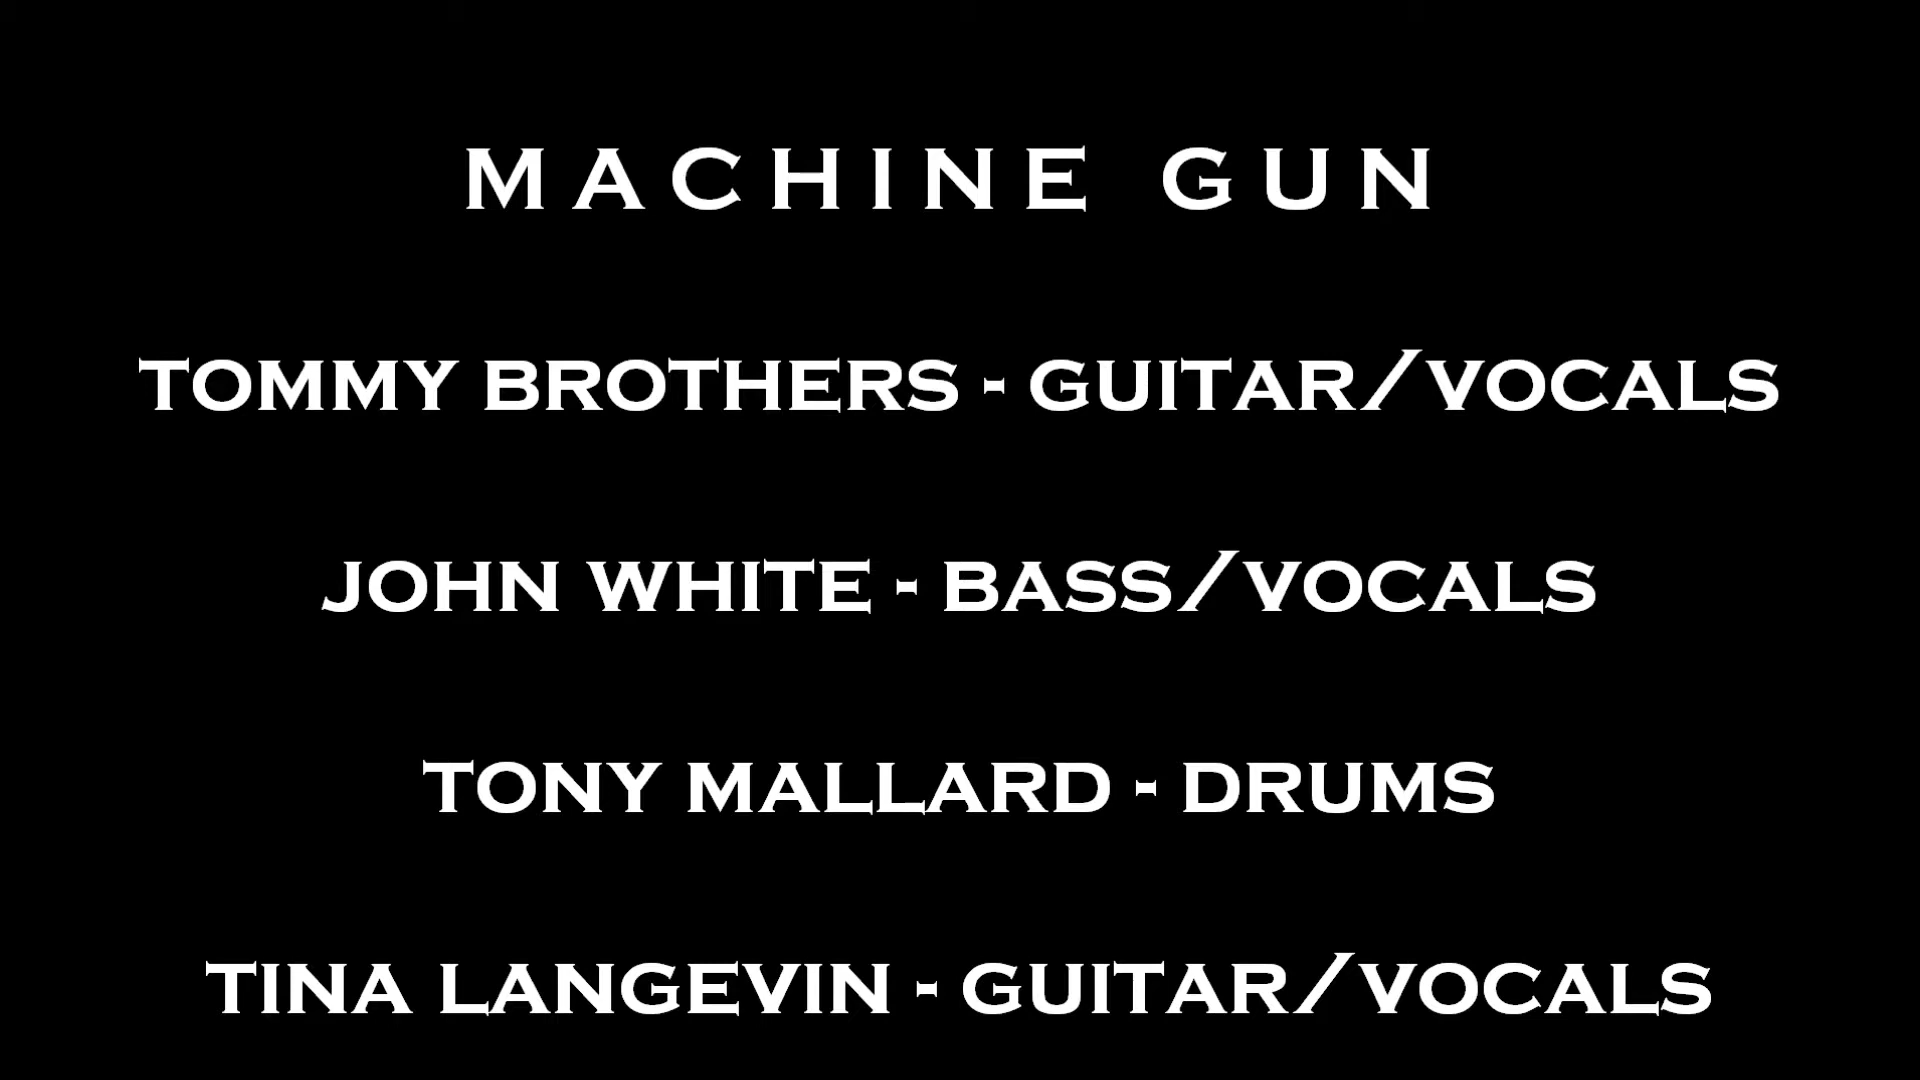 MACHINE GUN
TOMMY BROTHERS - GUITAR/VOCALS
JOHN WHITE - BASS/VOCALS
TONY MALLARD - DRUMS
TINA LANGEVIN - GUITAR/VOCALS